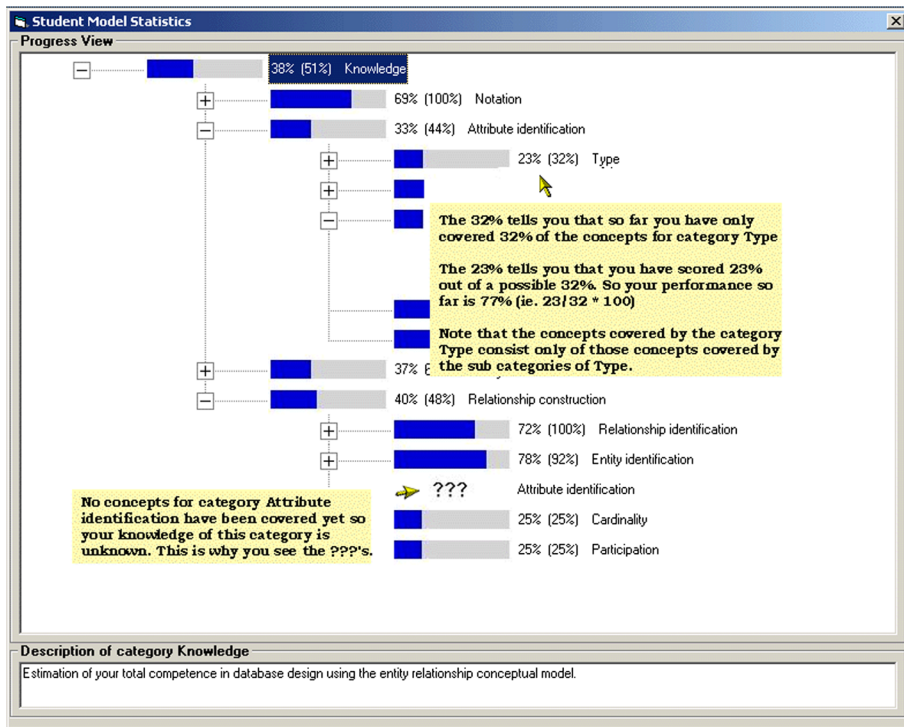 Student Model Statistics
Progress View
38% (51%) Knowledge
69% (100%) Notation
33% (44%) Attribute identification
23% (32%) Type
The 32% tells you that so far you have only
covered 32% of the concepts for category Type
The 23% tells you that you have scored 23%
out of a possible 32%. So your performance so
far is 77% (ie. 23/32 * 100)
Note that the concepts covered by the category
Type consist only of those concepts covered by
the sub categories of Type.
37%
40% (48%) Relationship construction
72% (100%) Relationship identification
78% (92%) Entity identification
??? Attribute identification
No concepts for category Attribute
identification have been covered yet so
your knowledge of this category is
unknown. This is why you see the ???'s.
25% (25%) Cardinality
25% (25%) Participation
Description of category Knowledge
Estimation of your total competence in database design using the entity relationship conceptual model.